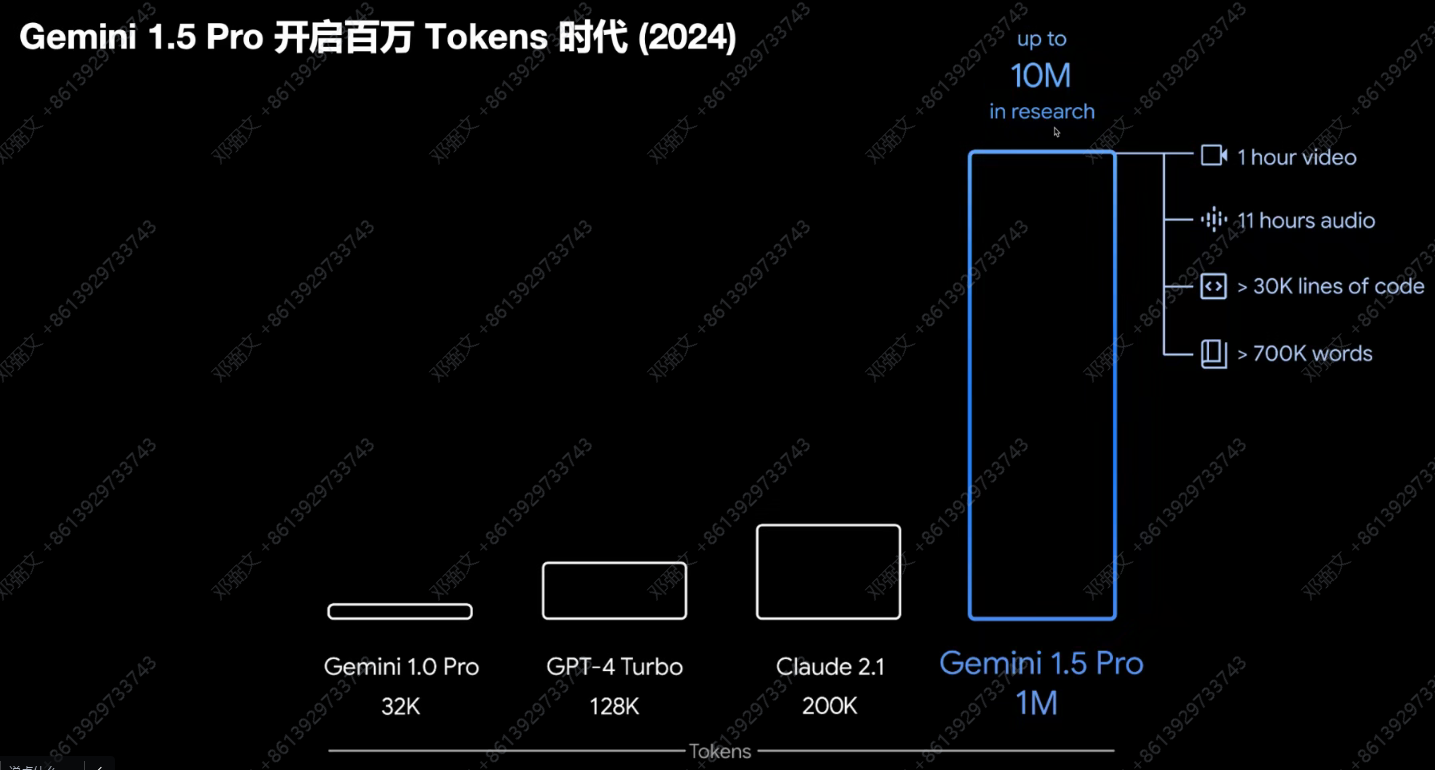 Gemini 1.5 Pro 开启百万 Tokens 时代 (2024)
up to
10M
in research
1 hour video
11 hours audio
> 30K lines of code
> 700K words
Gemini 1.0 Pro
32K
GPT-4 Turbo
128K
Claude 2.1
200K
Gemini 1.5 Pro
1M
Tokens
邓弼文 +8613929733743